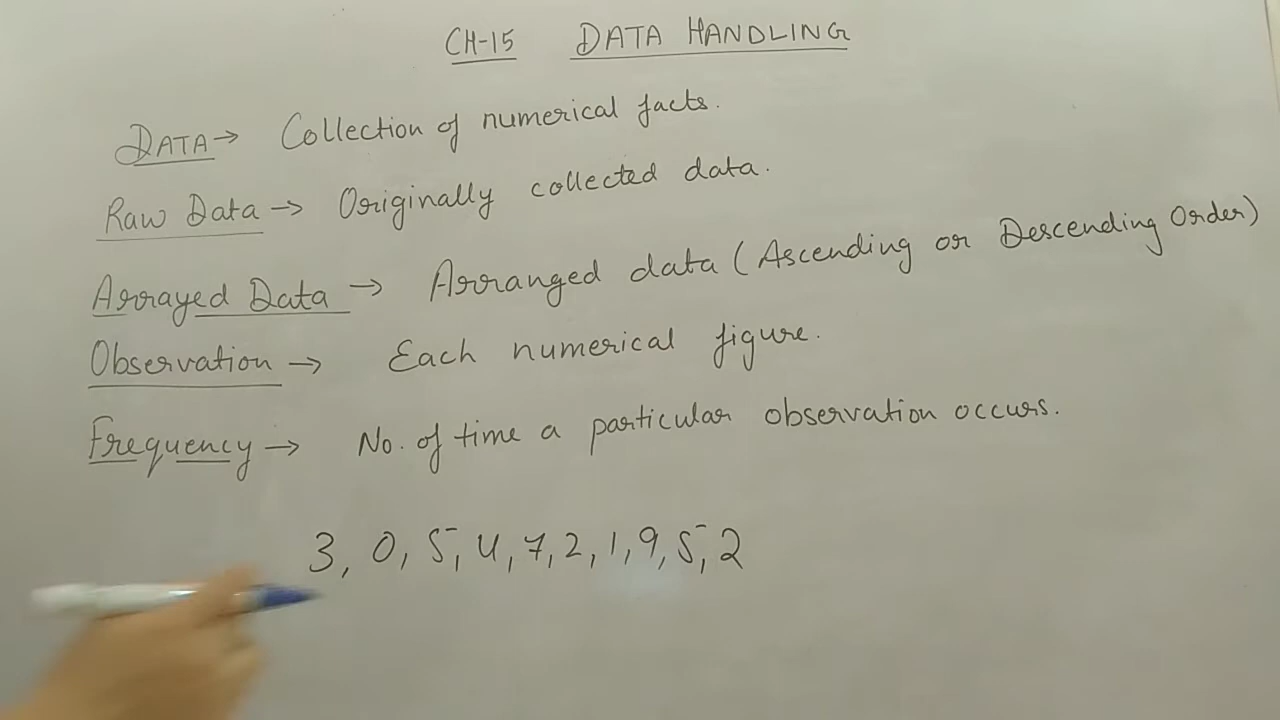 CH-15 DATA HANDLING
DATA → Collection of numerical facts.
Raw Data → Originally collected data.
Arrayed Data → Arranged data (Ascending or Descending Order)
Observation → Each numerical figure.
Frequency → No. of time a particular observation occurs.
3, 0, 5, 4, 7, 2, 1, 9, 5, 2